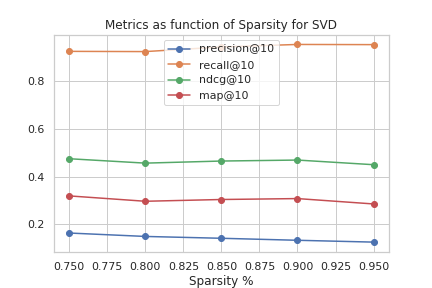 Metrics as function of Sparsity for SVD
precision@10
recall@10
ndcg@10
map@10
0.8
0.6
0.4
0.2
0.750 0.775 0.800 0.825 0.850 0.875 0.900 0.925 0.950
Sparsity %